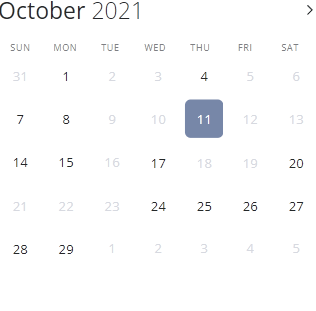 October 2021 >
SUN MON TUE WED THU FRI SAT
31 1 2 3 4 5 6
7 8 9 10 11 12 13
14 15 16 17 18 19 20
21 22 23 24 25 26 27
28 29 1 2 3 4 5